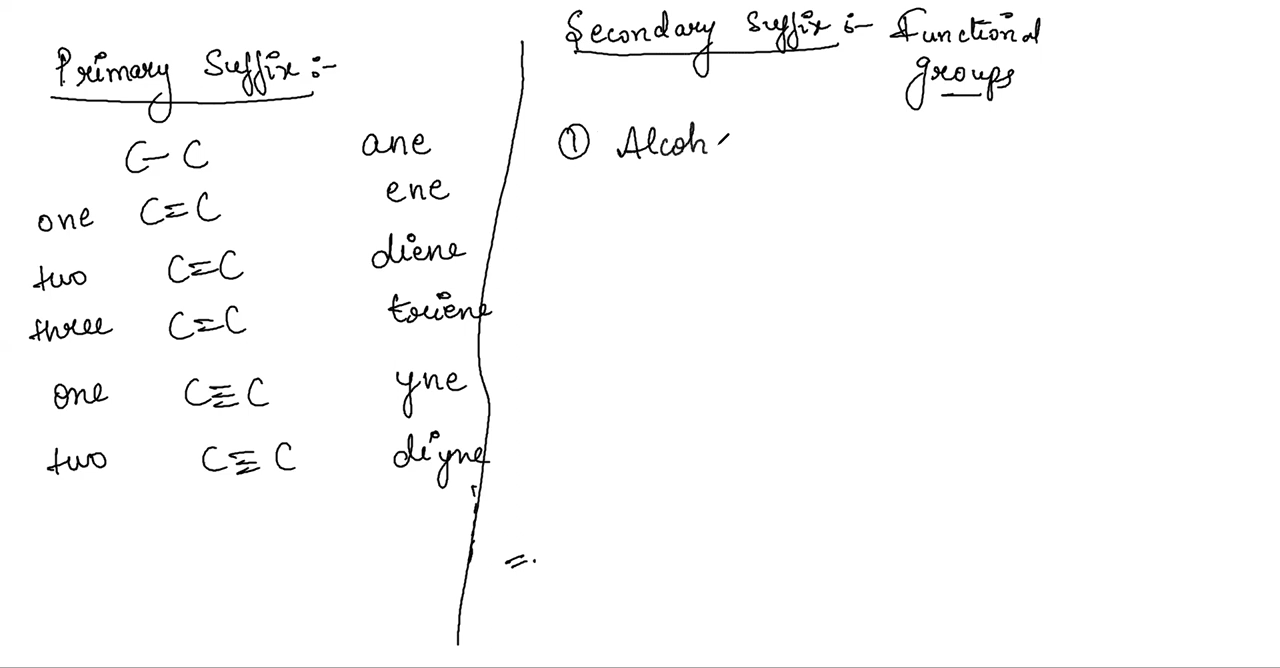 Primary Suffix :-
C-C ane
one C=C ene
two C=C diene
three C=C triene
one C≡C yne
two C≡C diyne
Secondary Suffix :- Functional
groups
① Alcoh
=.